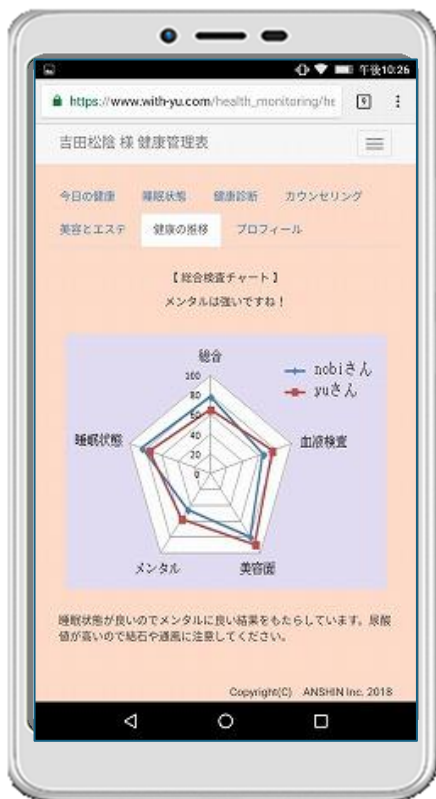 午後10:26
https://www.with-yu.com/health_monitoring/he
吉田松陰 様 健康管理表
今日の健康 睡眠状態 健康診断 カウンセリング
美容とエステ 健康の推移 プロフィール
【 総合検査チャート 】
メンタルは強いですね！
総合
nobiさん
yuさん
100
80
60
40
20
0
睡眠状態
血液検査
メンタル
美容面
睡眠状態が良いのでメンタルに良い結果をもたらしています。尿酸
値が高いので結石や通風に注意してください。
Copyright(C) ANSHIN Inc. 2018